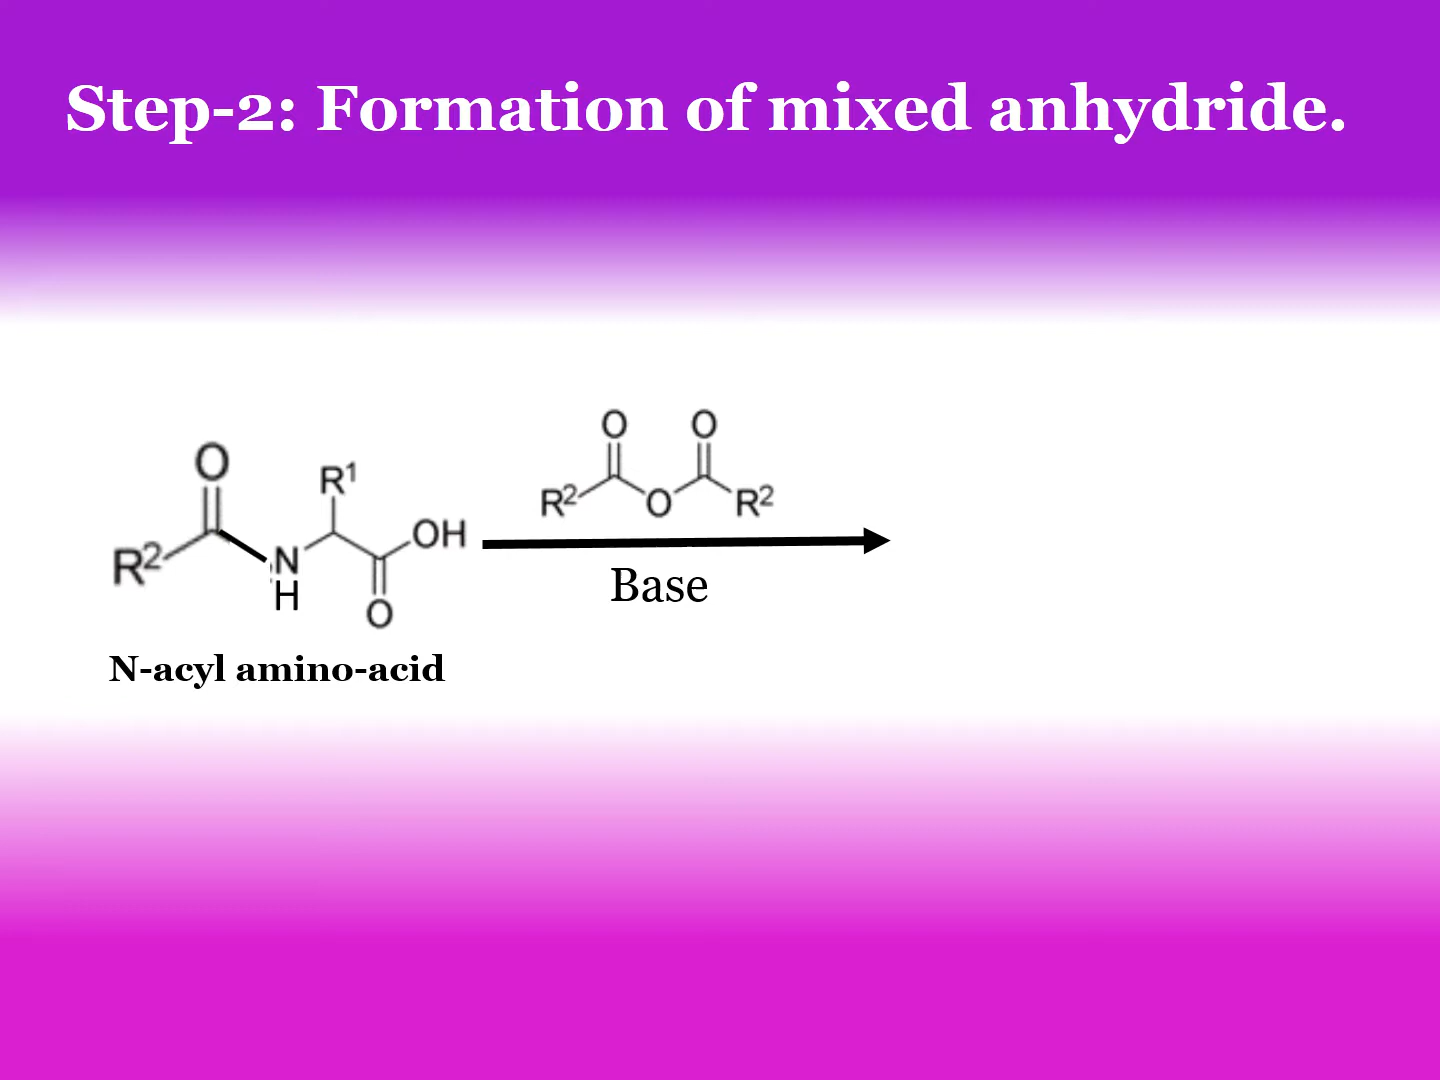 Step-2: Formation of mixed anhydride.
O O
R² O R²
O R¹
R² N H OH
O
Base
N-acyl amino-acid